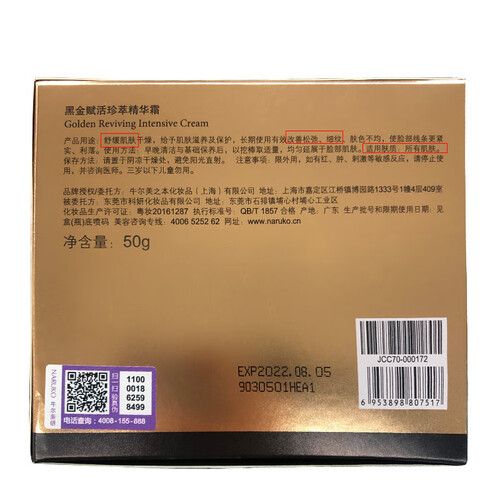 黑金赋活珍萃精华霜
Golden Reviving Intensive Cream
产品用途：舒缓肌肤干燥，给予肌肤滋养及保护，长期使用有效改善松弛、细纹，肤色不均，使脸部线条更紧
实、利落。使用方法：早晚清洁与基础保养后，以挖棒取适量，均匀延展于脸部肌肤。适用肤质：所有肌肤。
保存方法：请置于阴凉干燥处，避免阳光直射。 注意事项：限外用，如有红、肿、刺激等敏感反应，请停止使
用，并咨询医师。三岁以下儿童勿用。
品牌授权(委托)方：牛尔美之本化妆品（上海）有限公司 地址：上海市嘉定区江桥镇博园路1333号1幢4层409室
被委托方：东莞市科研化妆品有限公司 地址：东莞市石排镇埔心村埔心工业区
化妆品生产许可证：粤妆20161287 执行标准号：QB/T 1857 合格 产地：广东 生产批号和限期使用日期：见
盒(瓶)底喷码 美容咨询专线：4006 5252 62 网址：www.naruko.cn
净含量：50g
EXP2022.08.05
9030501HEA1
JCC70-000172
6 953898 807517
NARUKO 牛尔亲研
扫一扫验真伪
1100
0018
6259
8499
电话查询：4008-155-888